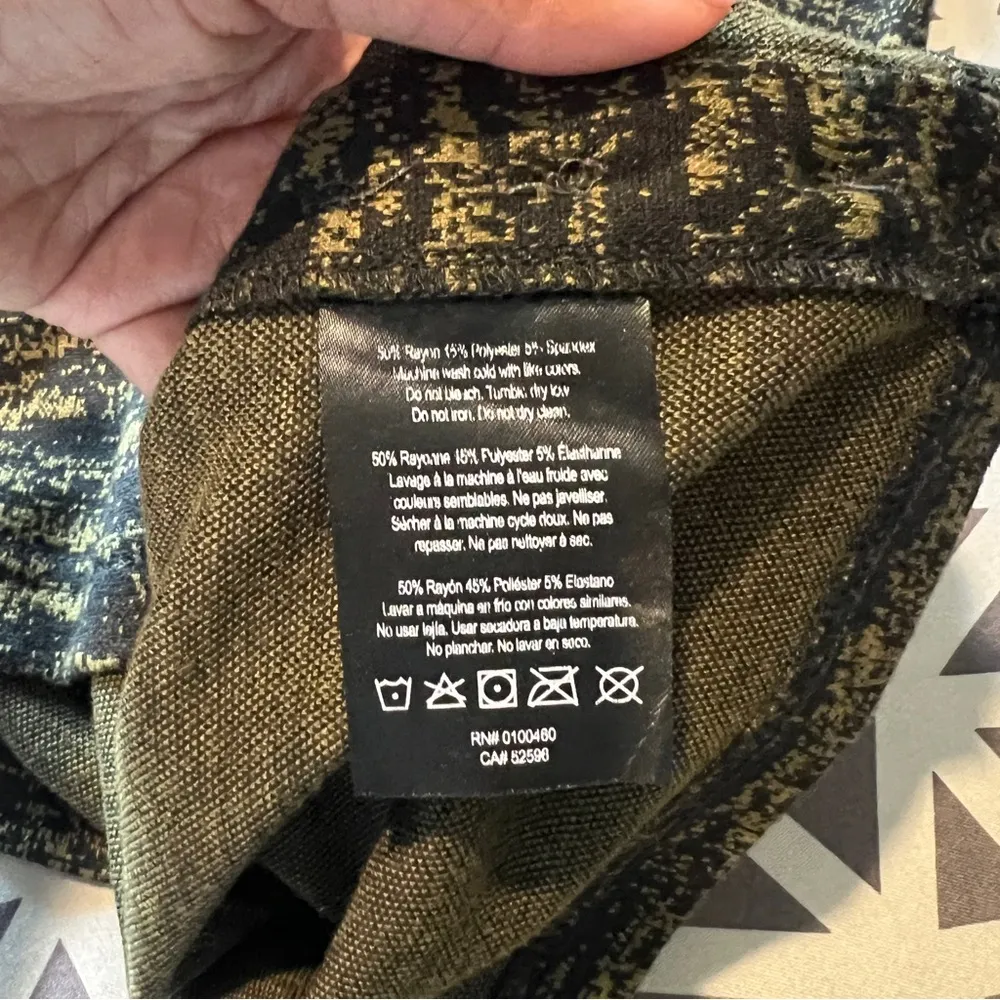 50% Rayon 45% Polyester 5% Spandex
Machine wash cold with like colors.
Do not bleach. Tumble dry low
Do not iron. Do not dry clean.
50% Rayonne 45% Polyester 5% Élasthanne
Lavage à la machine à l'eau froide avec
couleurs semblables. Ne pas javelliser.
Sécher à la machine cycle doux. Ne pas
repasser. Ne pas nettoyer à sec.
50% Rayón 45% Poliéster 5% Elastano
Lavar a máquina en frio con colores similares.
No usar lejía. Usar secadora a baja temperatura.
No planchar. No lavar en seco.
RN# 0100460
CA# 52596